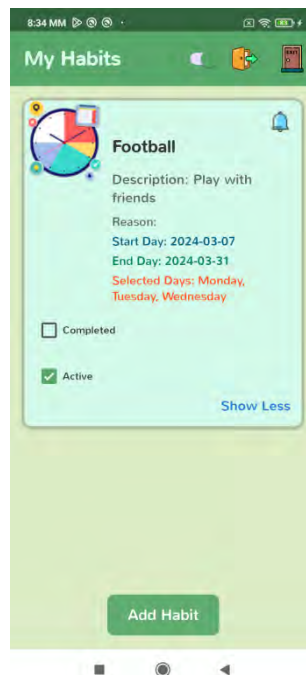 8:34 MM
My Habits
EXIT
Football
Description: Play with
friends
Reason:
Start Day: 2024-03-07
End Day: 2024-03-31
Selected Days: Monday,
Tuesday, Wednesday
Completed
Active
Show Less
Add Habit